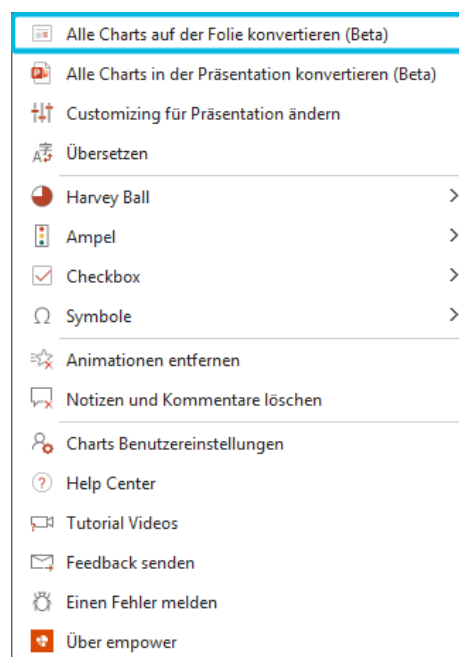 Alle Charts auf der Folie konvertieren (Beta)
Alle Charts in der Präsentation konvertieren (Beta)
Customizing für Präsentation ändern
Übersetzen
Harvey Ball
Ampel
Checkbox
Symbole
Animationen entfernen
Notizen und Kommentare löschen
Charts Benutzereinstellungen
Help Center
Tutorial Videos
Feedback senden
Einen Fehler melden
Über empower